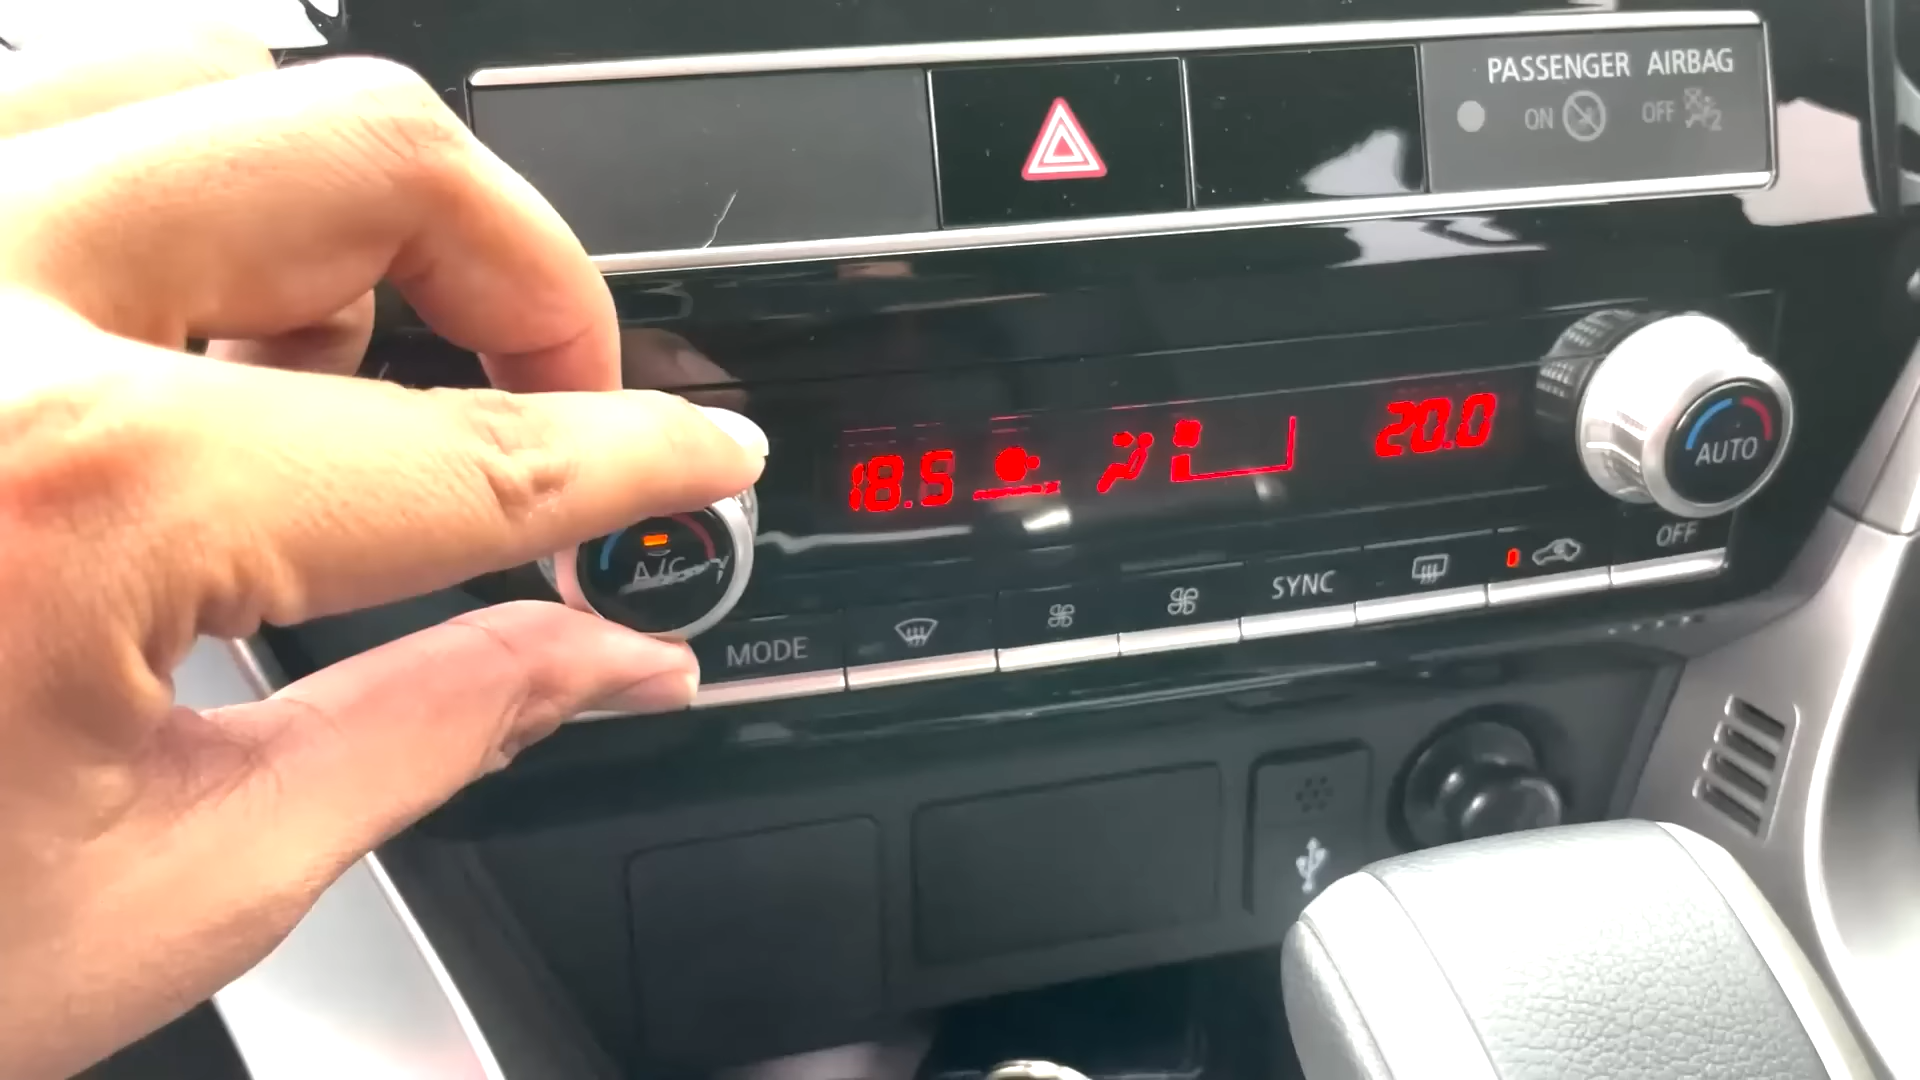 PASSENGER AIRBAG
ON OFF
18.5 20.0
AUTO
A/C
OFF
SYNC
MODE